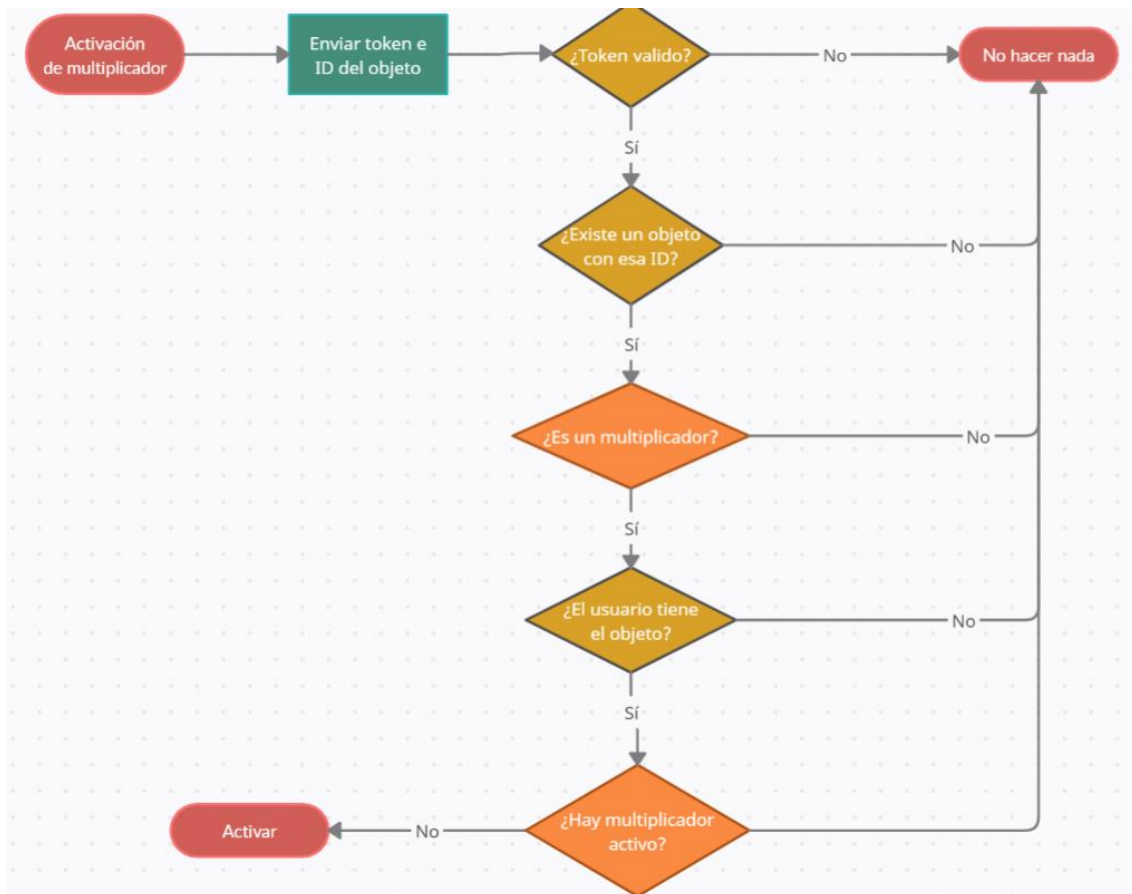 Activación
de multiplicador
Enviar token e
ID del objeto
¿Token valido?
No
No hacer nada
Sí
¿Existe un objeto
con esa ID?
No
Sí
¿Es un multiplicador?
No
Sí
¿El usuario tiene
el objeto?
No
Sí
¿Hay multiplicador
activo?
No
Activar